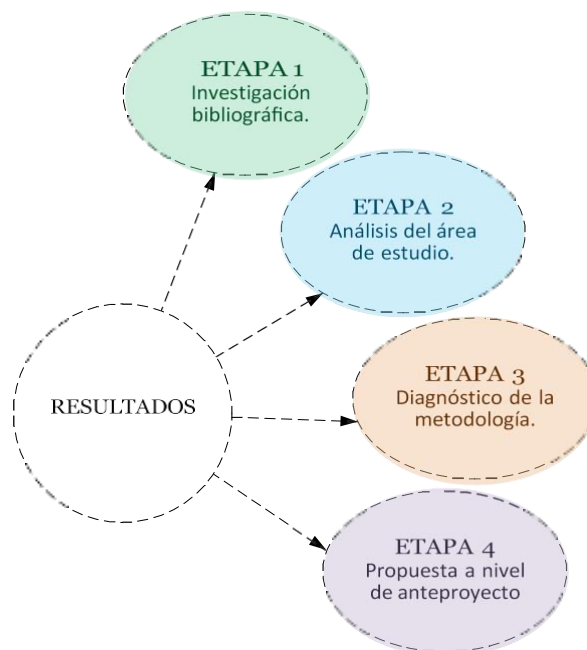 ETAPA 1
Investigación
bibliográfica.
ETAPA 2
Análisis del área
de estudio.
RESULTADOS
ETAPA 3
Diagnóstico de la
metodología.
ETAPA 4
Propuesta a nivel
de anteproyecto